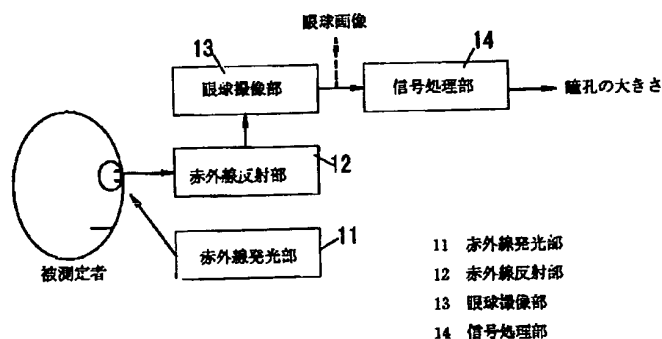 眼球画像
13
14
眼球撮像部
信号処理部
瞳孔の大きさ
赤外線反射部
12
赤外線発光部
11
被測定者
11 赤外線発光部
12 赤外線反射部
13 眼球撮像部
14 信号処理部